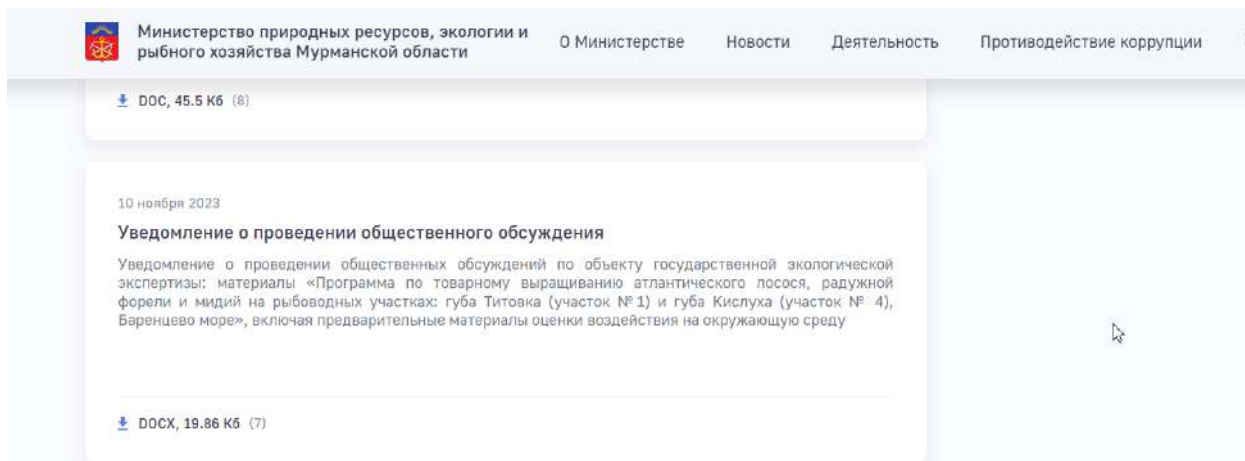 Министерство природных ресурсов, экологии и
рыбного хозяйства Мурманской области
О Министерстве
Новости
Деятельность
Противодействие коррупции
DOC, 45.5 Кб (8)
10 ноября 2023
Уведомление о проведении общественного обсуждения
Уведомление о проведении общественных обсуждений по объекту государственной экологической
экспертизы: материалы «Программа по товарному выращиванию атлантического лосося, радужной
форели и мидий на рыбоводных участках: губа Титовка (участок № 1) и губа Кислуха (участок № 4),
Баренцево море», включая предварительные материалы оценки воздействия на окружающую среду
DOCX, 19.86 Кб (7)